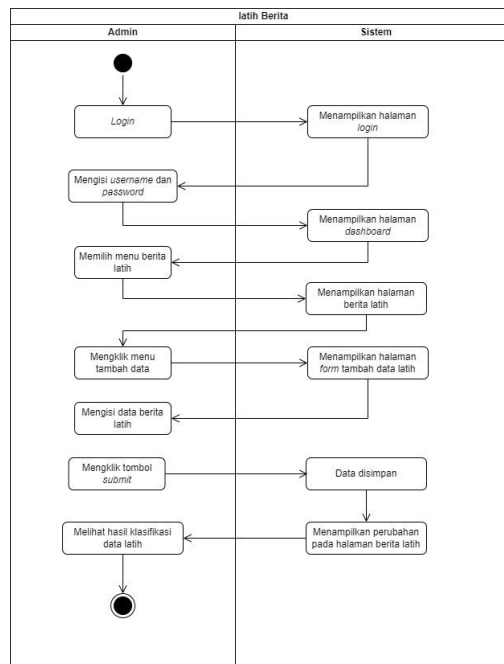 latih Berita
Admin
Sistem
Login
Menampilkan halaman
login
Mengisi username dan
password
Menampilkan halaman
dashboard
Memilih menu berita
latih
Menampilkan halaman
berita latih
Mengklik menu
tambah data
Menampilkan halaman
form tambah data latih
Mengisi data berita
latih
Mengklik tombol
submit
Data disimpan
Melihat hasil klasifikasi
data latih
Menampilkan perubahan
pada halaman berita latih